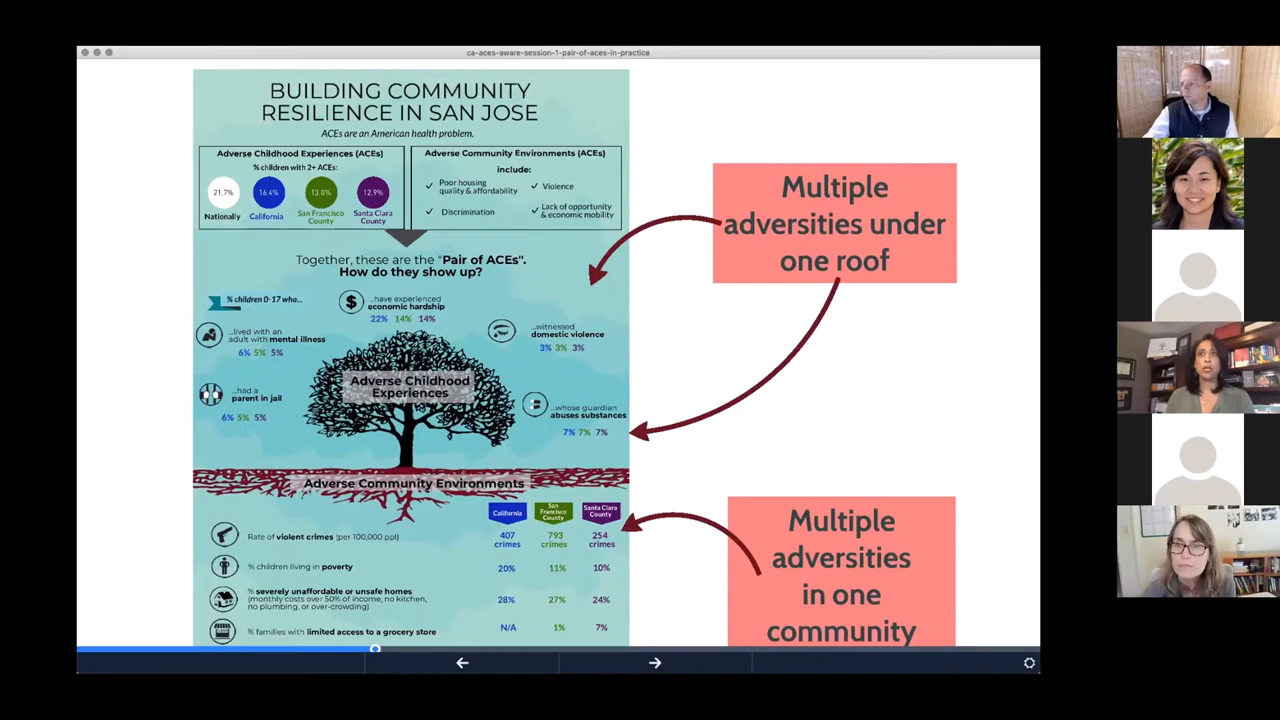 ca-aces-aware-session-1-pair-of-aces-in-practice
BUILDING COMMUNITY
RESILIENCE IN SAN JOSE
ACEs are an American health problem.
Adverse Childhood Experiences (ACEs)
% children with 2+ ACEs:
21.7%
16.4%
13.0%
12.9%
Nationally
California
San Francisco
County
Santa Clara
County
Adverse Community Environments (ACEs)
include:
Poor housing
quality & affordability
Violence
Discrimination
Lack of opportunity
& economic mobility
Together, these are the "Pair of ACEs".
How do they show up?
% children 0-17 who...
...have experienced
economic hardship
22% 14% 14%
...lived with an
adult with mental illness
6% 5% 5%
...witnessed
domestic violence
3% 3% 3%
Adverse Childhood
Experiences
...had a
parent in jail
6% 5% 5%
...whose guardian
abuses substances
7% 7% 7%
Adverse Community Environments
California
San
Francisco
County
Santa Clara
County
Rate of violent crimes (per 100,000 ppl)
407
crimes
793
crimes
254
crimes
% children living in poverty
20% 11% 10%
% severely unaffordable or unsafe homes
(monthly costs over 50% of income, no kitchen,
no plumbing, or over-crowding)
28% 27% 24%
% families with limited access to a grocery store
N/A 1% 7%
Multiple
adversities under
one roof
Multiple
adversities
in one
community